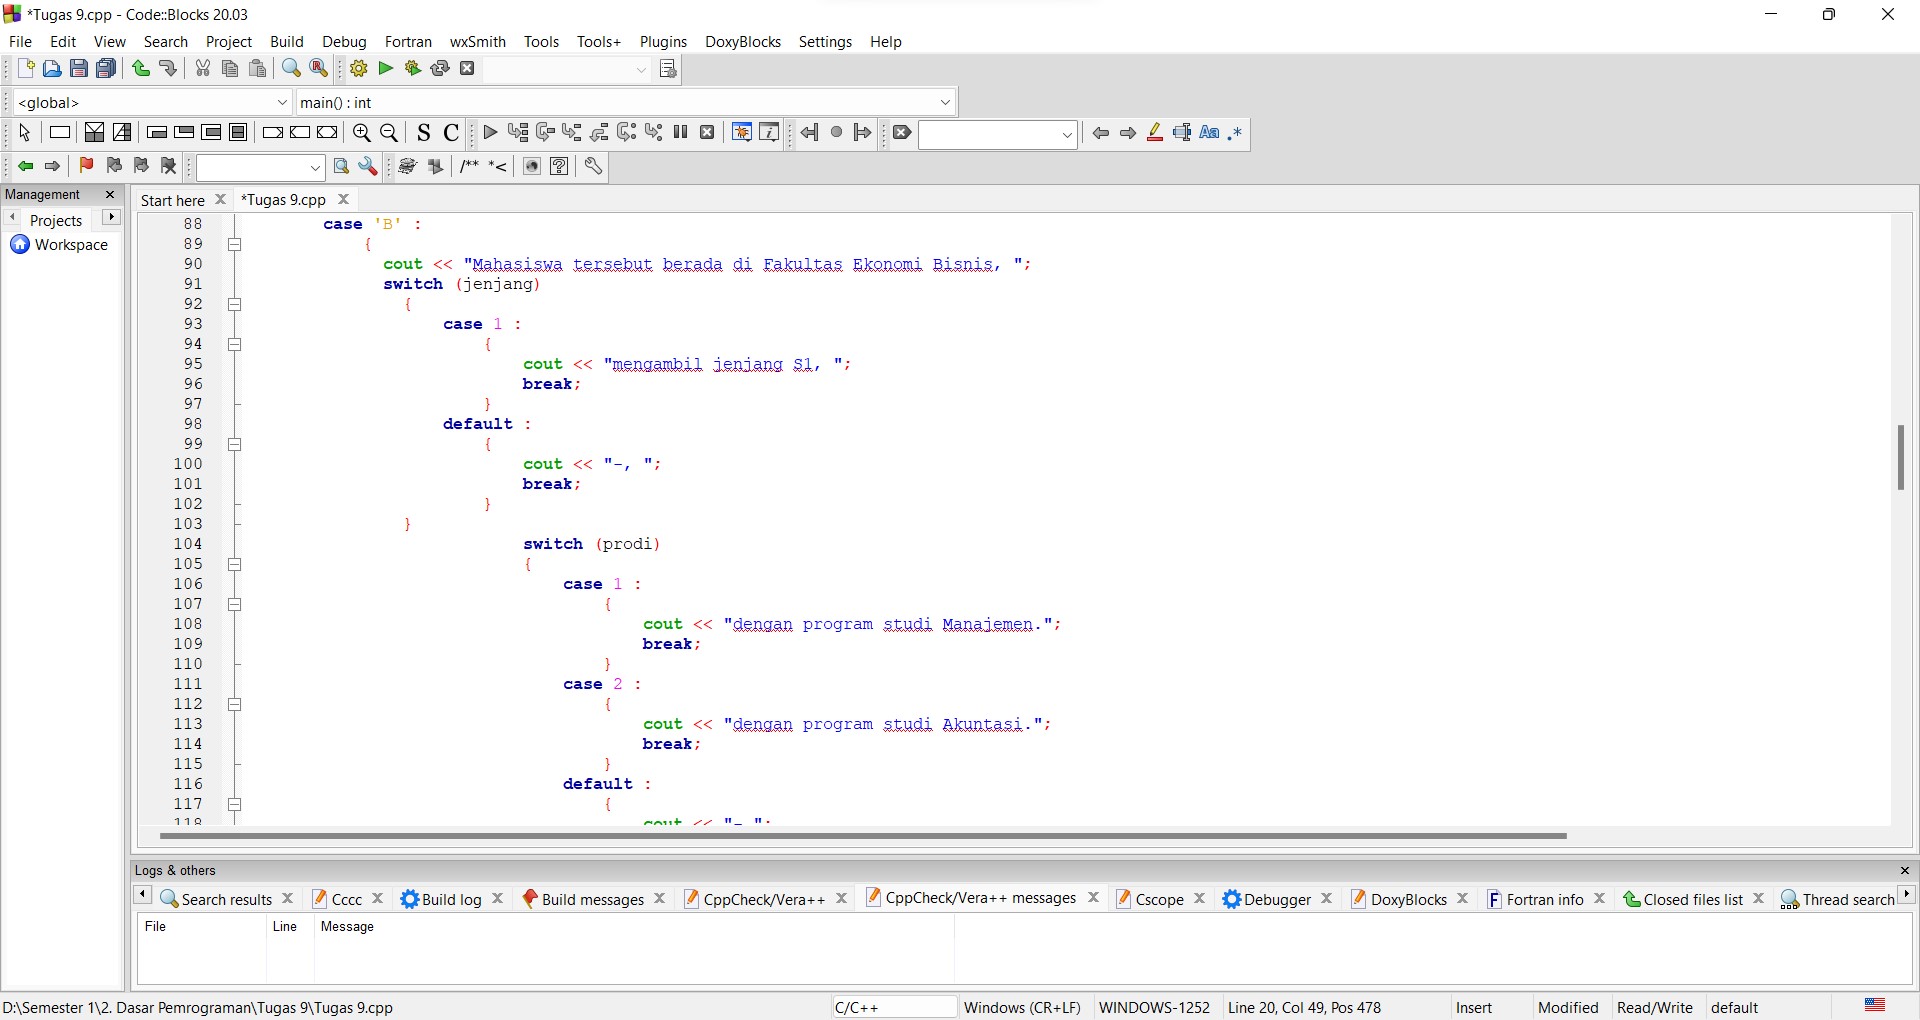 *Tugas 9.cpp - Code::Blocks 20.03
File Edit View Search Project Build Debug Fortran wxSmith Tools Tools+ Plugins DoxyBlocks Settings Help
<global> main() : int
S C
Aa .*
/** *<
Management
Start here *Tugas 9.cpp
Projects
Workspace
88 case 'B' :
89 {
90 cout << "Mahasiswa tersebut berada di Fakultas Ekonomi Bisnis, ";
91 switch (jenjang)
92 {
93 case 1 :
94 {
95 cout << "mengambil jenjang S1, ";
96 break;
97 }
98 default :
99 {
100 cout << "-, ";
101 break;
102 }
103 }
104 switch (prodi)
105 {
106 case 1 :
107 {
108 cout << "dengan program studi Manajemen.";
109 break;
110 }
111 case 2 :
112 {
113 cout << "dengan program studi Akuntasi.";
114 break;
115 }
116 default :
117 {
118 cout << "- ";
Logs & others
Search results Cccc Build log Build messages CppCheck/Vera++ CppCheck/Vera++ messages Cscope Debugger DoxyBlocks Fortran info Closed files list Thread search
File Line Message
D:\Semester 1\2. Dasar Pemrograman\Tugas 9\Tugas 9.cpp C/C++ Windows (CR+LF) WINDOWS-1252 Line 20, Col 49, Pos 478 Insert Modified Read/Write default